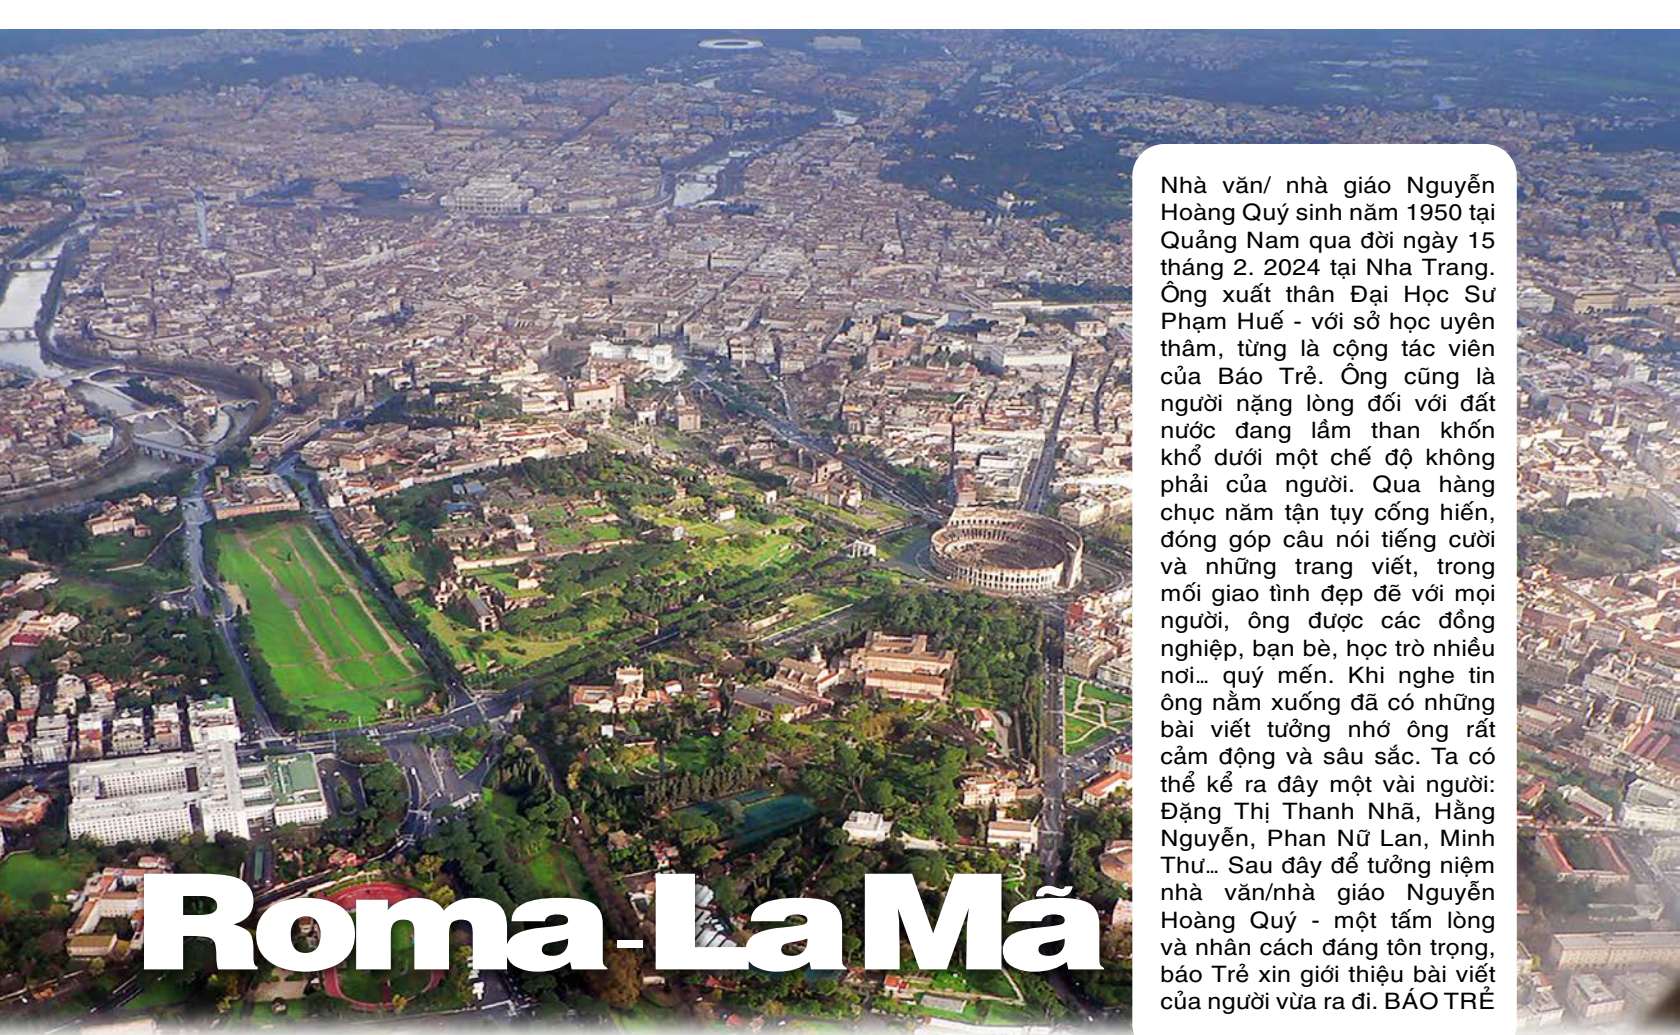 Nhà văn/ nhà giáo Nguyễn
Hoàng Quý sinh năm 1950 tại
Quảng Nam qua đời ngày 15
tháng 2. 2024 tại Nha Trang.
Ông xuất thân Đại Học Sư
Phạm Huế - với sở học uyên
thâm, từng là cộng tác viên
của Báo Trẻ. Ông cũng là
người nặng lòng đối với đất
nước đang lầm than khốn
khổ dưới một chế độ không
phải của người. Qua hàng
chục năm tận tụy cống hiến,
đóng góp câu nói tiếng cười
và những trang viết, trong
mối giao tình đẹp đẽ với mọi
người, ông được các đồng
nghiệp, bạn bè, học trò nhiều
nơi... quý mến. Khi nghe tin
ông nằm xuống đã có những
bài viết tưởng nhớ ông rất
cảm động và sâu sắc. Ta có
thể kể ra đây một vài người:
Đặng Thị Thanh Nhã, Hằng
Nguyễn, Phan Nữ Lan, Minh
Thư... Sau đây để tưởng niệm
nhà văn/nhà giáo Nguyễn
Hoàng Quý - một tấm lòng
và nhân cách đáng tôn trọng,
báo Trẻ xin giới thiệu bài viết
của người vừa ra đi. BÁO TRẺ
Roma-La Mã